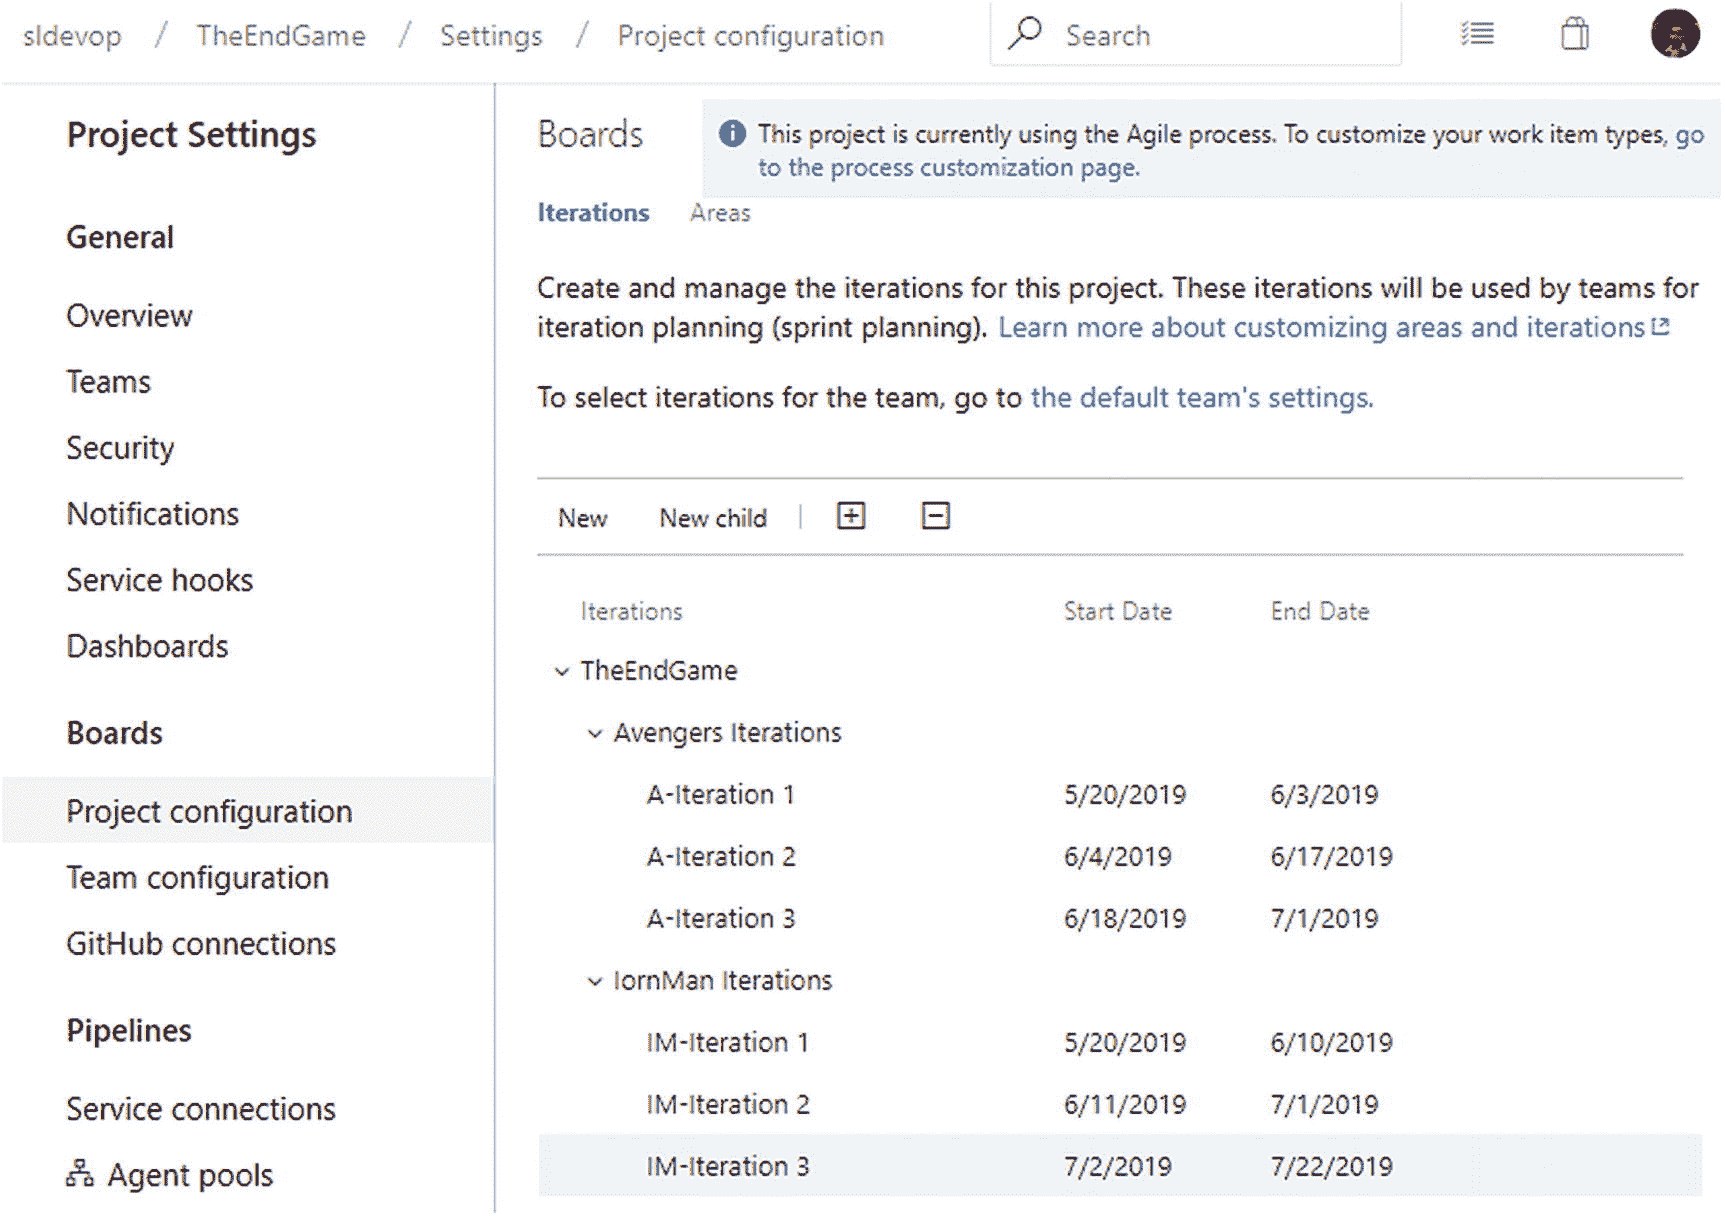 sldevop / TheEndGame / Settings / Project configuration
Search
Project Settings
General
Overview
Teams
Security
Notifications
Service hooks
Dashboards
Boards
Project configuration
Team configuration
GitHub connections
Pipelines
Service connections
Agent pools
Boards
This project is currently using the Agile process. To customize your work item types, go
to the process customization page.
Iterations Areas
Create and manage the iterations for this project. These iterations will be used by teams for
iteration planning (sprint planning). Learn more about customizing areas and iterations
To select iterations for the team, go to the default team's settings.
New New child
Iterations Start Date End Date
TheEndGame
Avengers Iterations
A-Iteration 1 5/20/2019 6/3/2019
A-Iteration 2 6/4/2019 6/17/2019
A-Iteration 3 6/18/2019 7/1/2019
IornMan Iterations
IM-Iteration 1 5/20/2019 6/10/2019
IM-Iteration 2 6/11/2019 7/1/2019
IM-Iteration 3 7/2/2019 7/22/2019